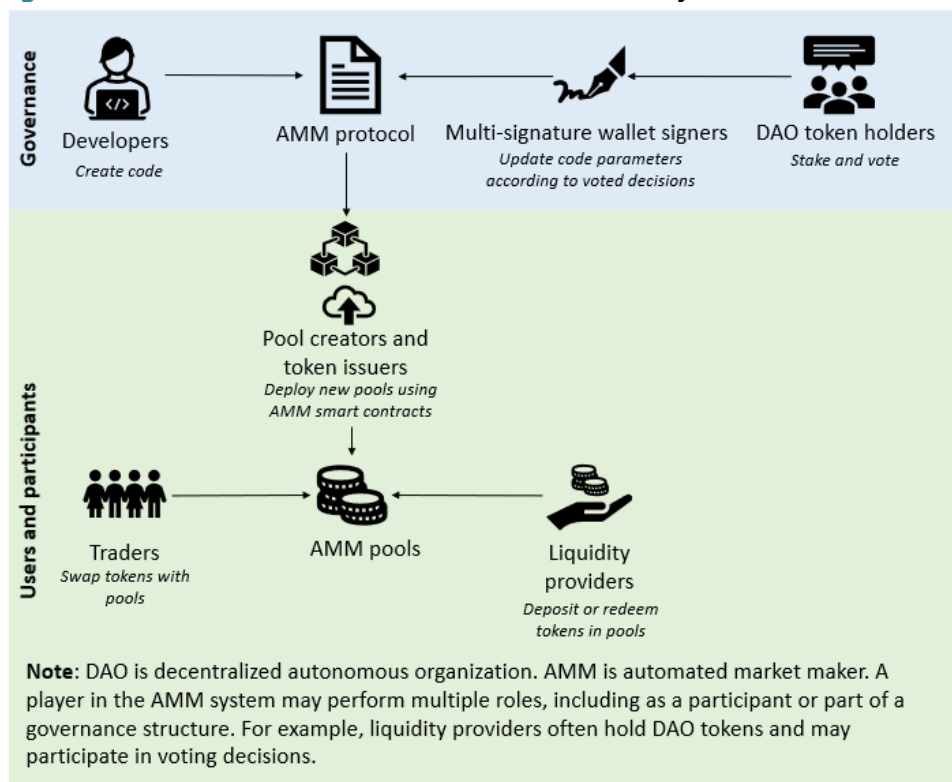 Governance
</>
Developers
Create code
AMM protocol
Multi-signature wallet signers
Update code parameters
according to voted decisions
DAO token holders
Stake and vote
Users and participants
Pool creators and
token issuers
Deploy new pools using
AMM smart contracts
Traders
Swap tokens with
pools
AMM pools
Liquidity
providers
Deposit or redeem
tokens in pools
Note: DAO is decentralized autonomous organization. AMM is automated market maker. A
player in the AMM system may perform multiple roles, including as a participant or part of a
governance structure. For example, liquidity providers often hold DAO tokens and may
participate in voting decisions.